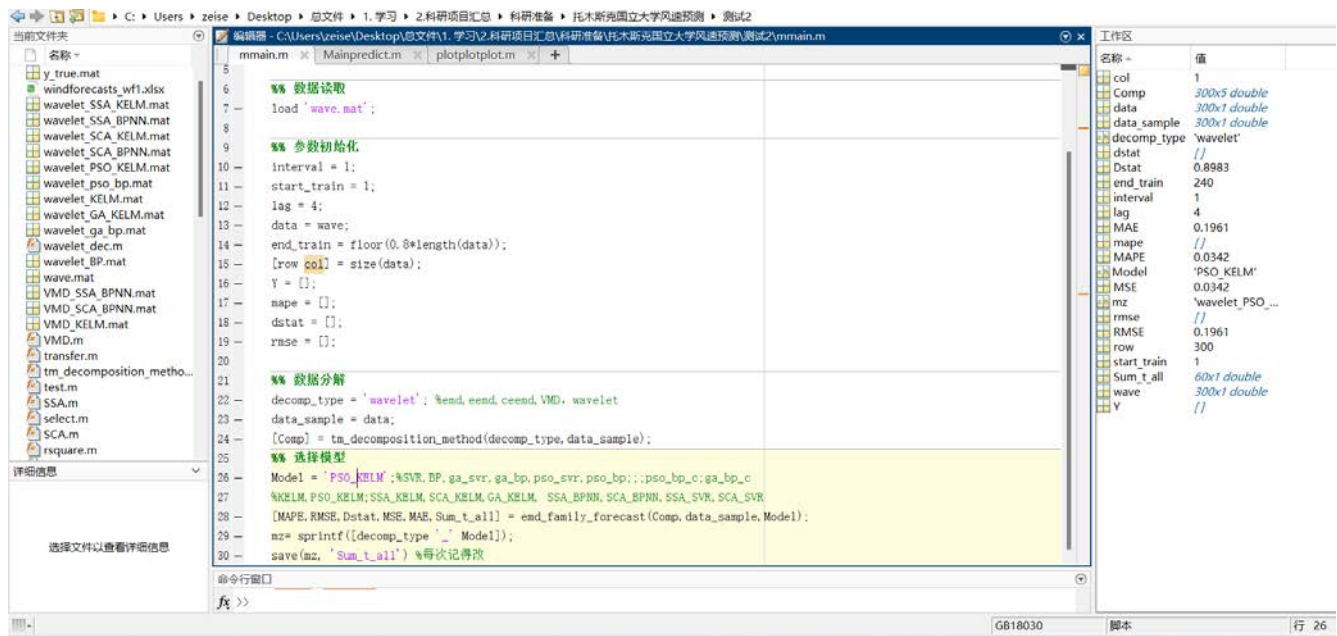 C: ▸ Users ▸ zeise ▸ Desktop ▸ 总文件 ▸ 1. 学习 ▸ 2.科研项目汇总 ▸ 科研准备 ▸ 托木斯克国立大学风速预测 ▸ 测试2 ▸
当前文件夹
名称
y_true.mat
windforecasts_wf1.xlsx
wavelet_SSA_KELM.mat
wavelet_SSA_BPNN.mat
wavelet_SCA_KELM.mat
wavelet_SCA_BPNN.mat
wavelet_PSO_KELM.mat
wavelet_pso_bp.mat
wavelet_KELM.mat
wavelet_GA_KELM.mat
wavelet_ga_bp.mat
wavelet_dec.m
wavelet_BP.mat
wave.mat
VMD_SSA_BPNN.mat
VMD_SCA_BPNN.mat
VMD_KELM.mat
VMD.m
transfer.m
tm_decomposition_metho...
test.m
SSA.m
select.m
SCA.m
rsquare.m
详细信息
选择文件以查看详细信息
编辑器 - C:\Users\zeise\Desktop\总文件\1. 学习\2.科研项目汇总\科研准备\托木斯克国立大学风速预测\测试2\mmain.m
mmain.m × Mainpredict.m × plotplotplot.m × +
5
6 %% 数据读取
7 — load 'wave.mat';
8
9 %% 参数初始化
10 — interval = 1;
11 — start_train = 1;
12 — lag = 4;
13 — data = wave;
14 — end_train = floor(0.8*length(data));
15 — [row col] = size(data);
16 — Y = [];
17 — mape = [];
18 — dstat = [];
19 — rmse = [];
20
21 %% 数据分解
22 — decomp_type = 'wavelet'; %emd,eemd,ceemd,VMD, wavelet
23 — data_sample = data;
24 — [Comp] = tm_decomposition_method(decomp_type,data_sample);
25 %% 选择模型
26 — Model = 'PSO_KELM';%SVR,BP,ga_svr,ga_bp,pso_svr,pso_bp;;;pso_bp_c;ga_bp_c
27 %KELM,PSO_KELM;SSA_KELM,SCA_KELM,GA_KELM, SSA_BPNN,SCA_BPNN,SSA_SVR,SCA_SVR
28 — [MAPE,RMSE,Dstat,MSE,MAE,Sum_t_all] = emd_family_forecast(Comp,data_sample,Model);
29 — mz= sprintf([decomp_type '_' Model]);
30 — save(mz, 'Sum_t_all') %每次记得改
命令行窗口
fx >>
工作区
名称 值
col 1
Comp 300x5 double
data 300x1 double
data_sample 300x1 double
decomp_type 'wavelet'
dstat []
Dstat 0.8983
end_train 240
interval 1
lag 4
MAE 0.1961
mape []
MAPE 0.0342
Model 'PSO_KELM'
MSE 0.0342
mz 'wavelet_PSO_...
rmse []
RMSE 0.1961
row 300
start_train 1
Sum_t_all 60x1 double
wave 300x1 double
Y []
GB18030 脚本 行 26